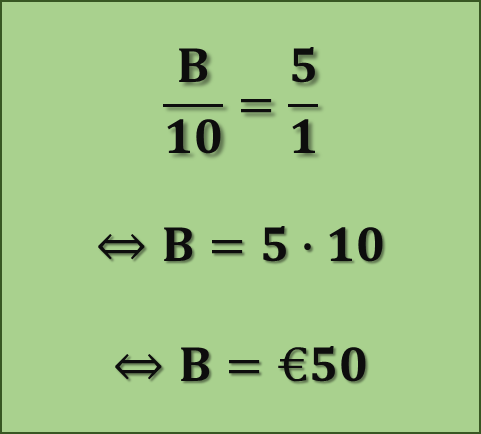 B/10 = 5/1
⇔ B = 5 · 10
⇔ B = €50